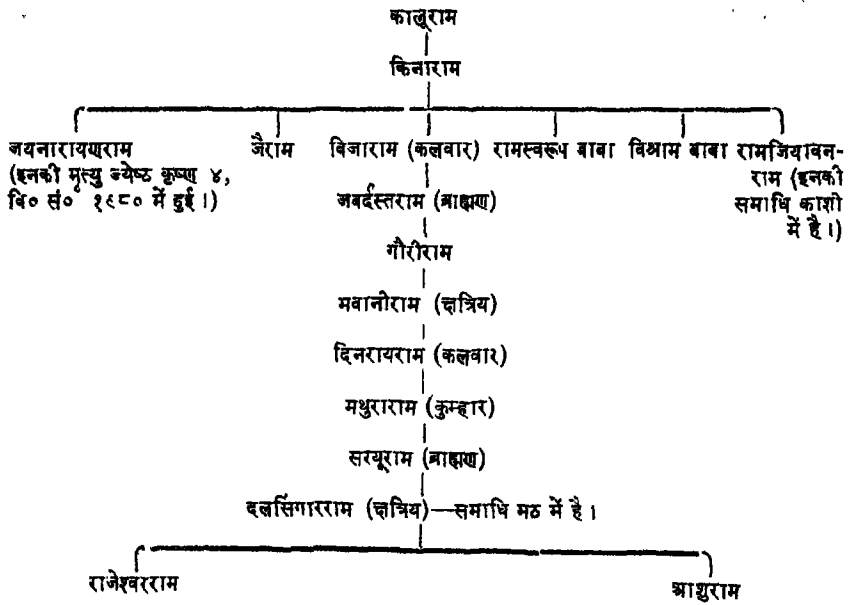 कालूराम
किनाराम
जयनारायणराम जैराम विजाराम (कलवार) रामस्वरूप बाबा विश्राम बाबा रामजियावन-
(इनकी मृत्यु ज्येष्ठ कृष्ण ४, राम (इनकी
वि० सं० १९८० में हुई।) जबर्दस्तराम (ब्राह्मण) समाधि काशी
में है।)
गौरीराम
भवानीराम (क्षत्रिय)
दिनरायराम (कलवार)
मथुराराम (कुम्हार)
सरयूराम (ब्राह्मण)
दलसिंगारराम (क्षत्रिय)—समाधि मठ में है।
राजेश्वरराम आशुराम